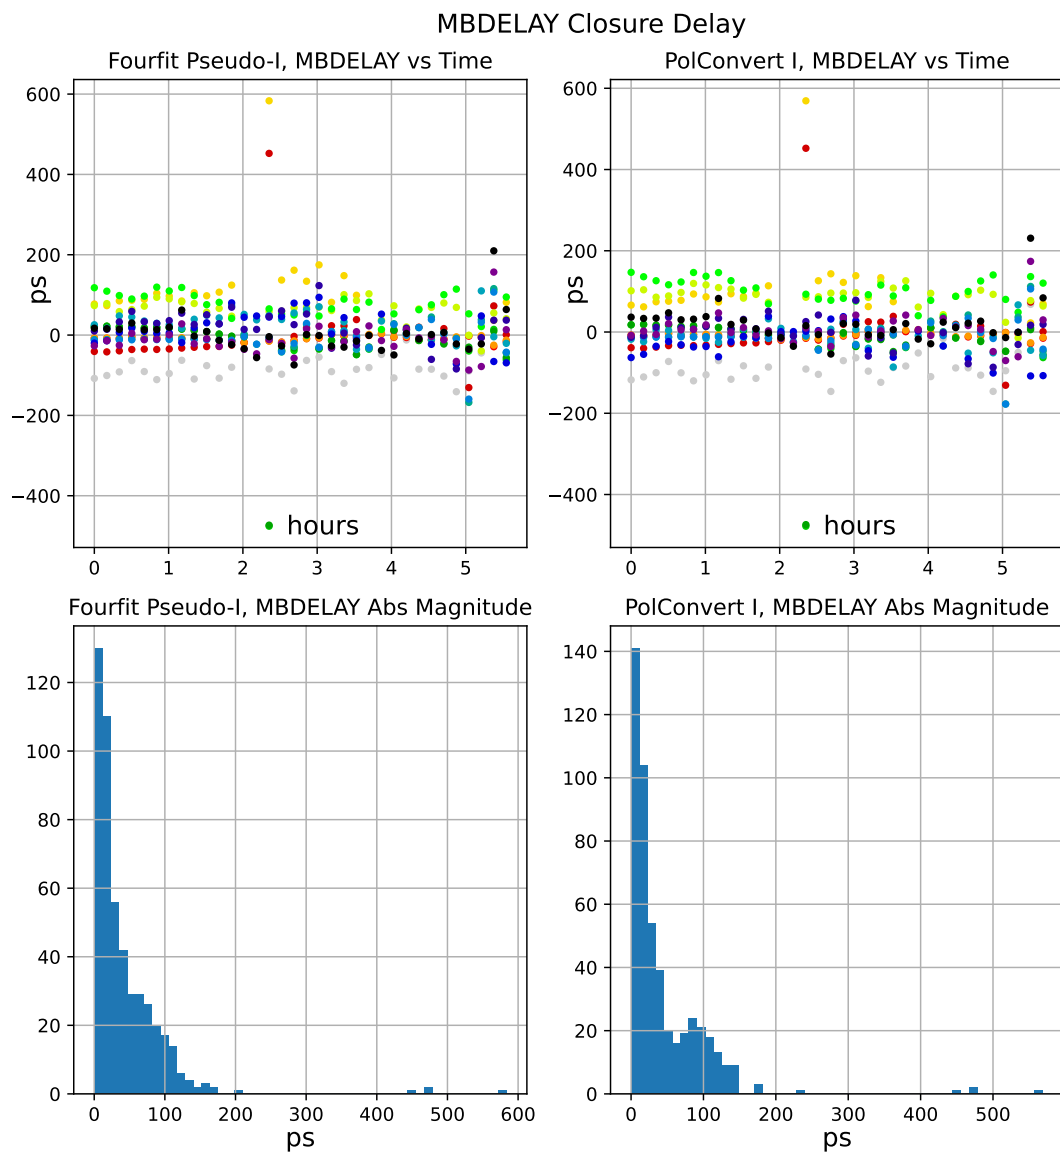 MBDELAY Closure Delay
Fourfit Pseudo-I, MBDELAY vs Time
PolConvert I, MBDELAY vs Time
600
400
200
0
−200
−400
ps
hours
0 1 2 3 4 5
600
400
200
0
−200
−400
ps
hours
0 1 2 3 4 5
Fourfit Pseudo-I, MBDELAY Abs Magnitude
PolConvert I, MBDELAY Abs Magnitude
120
100
80
60
40
20
0
0 100 200 300 400 500 600
ps
140
120
100
80
60
40
20
0
0 100 200 300 400 500
ps